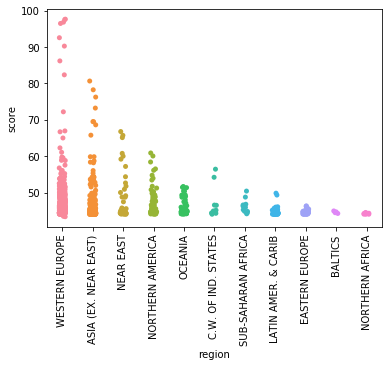 100
90
80
70
60
50
score
WESTERN EUROPE
ASIA (EX. NEAR EAST)
NEAR EAST
NORTHERN AMERICA
OCEANIA
C.W. OF IND. STATES
SUB-SAHARAN AFRICA
LATIN AMER. & CARIB
EASTERN EUROPE
BALTICS
NORTHERN AFRICA
region